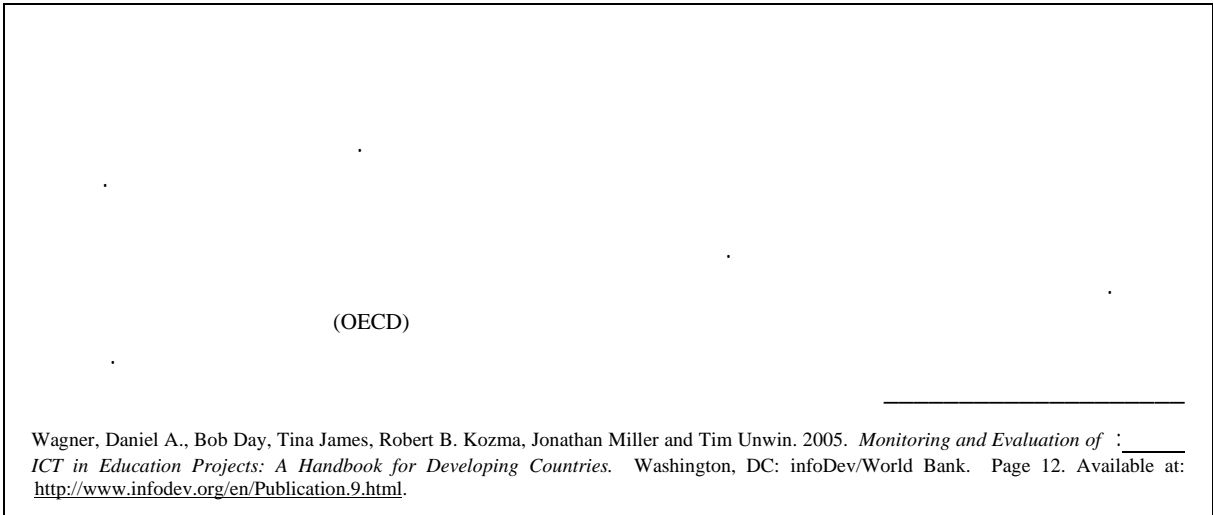 .
.
.
.
(OECD)
.
Wagner, Daniel A., Bob Day, Tina James, Robert B. Kozma, Jonathan Miller and Tim Unwin. 2005. Monitoring and Evaluation of :
ICT in Education Projects: A Handbook for Developing Countries. Washington, DC: infoDev/World Bank. Page 12. Available at:
http://www.infodev.org/en/Publication.9.html.